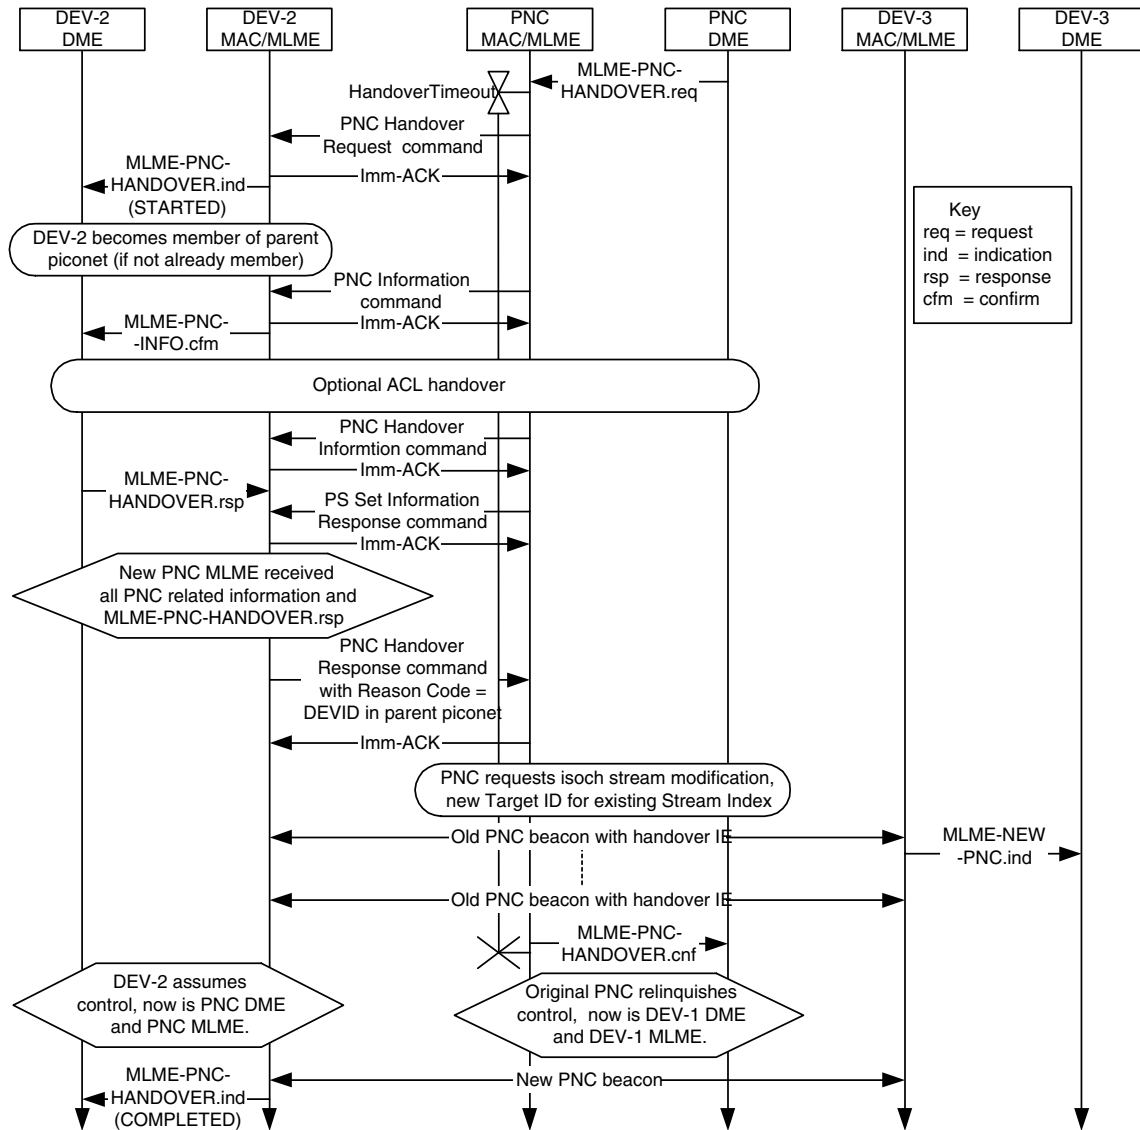 DEV-2
DME
DEV-2
MAC/MLME
PNC
MAC/MLME
PNC
DME
DEV-3
MAC/MLME
DEV-3
DME
MLME-PNC-
HANDOVER.req
HandoverTimeout
PNC Handover
Request command
MLME-PNC-
HANDOVER.ind
(STARTED)
Imm-ACK
Key
req = request
ind = indication
rsp = response
cfm = confirm
DEV-2 becomes member of parent
piconet (if not already member)
PNC Information
command
MLME-PNC-
-INFO.cfm
Imm-ACK
Optional ACL handover
PNC Handover
Informtion command
Imm-ACK
MLME-PNC-
HANDOVER.rsp
PS Set Information
Response command
Imm-ACK
New PNC MLME received
all PNC related information and
MLME-PNC-HANDOVER.rsp
PNC Handover
Response command
with Reason Code =
DEVID in parent piconet
Imm-ACK
PNC requests isoch stream modification,
new Target ID for existing Stream Index
Old PNC beacon with handover IE
MLME-NEW
-PNC.ind
Old PNC beacon with handover IE
MLME-PNC-
HANDOVER.cnf
DEV-2 assumes
control, now is PNC DME
and PNC MLME.
Original PNC relinquishes
control, now is DEV-1 DME
and DEV-1 MLME.
New PNC beacon
MLME-PNC-
HANDOVER.ind
(COMPLETED)